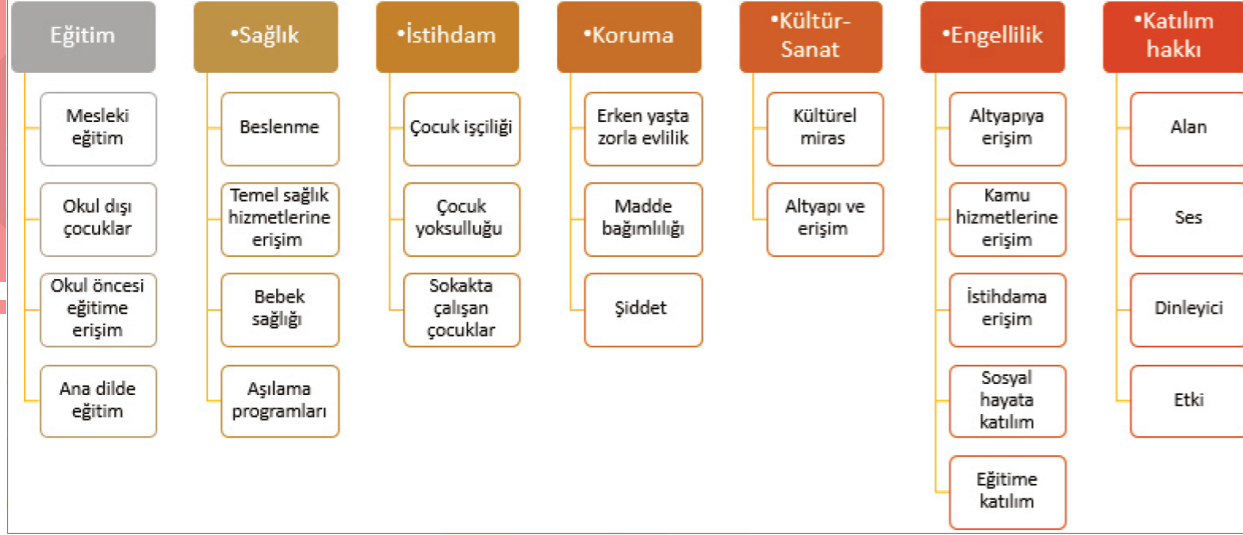 Eğitim
Mesleki
eğitim
Okul dışı
çocuklar
Okul öncesi
eğitime
erişim
Ana dilde
eğitim
•Sağlık
Beslenme
Temel sağlık
hizmetlerine
erişim
Bebek
sağlığı
Aşılama
programları
•İstihdam
Çocuk işçiliği
Çocuk
yoksulluğu
Sokakta
çalışan
çocuklar
•Koruma
Erken yaşta
zorla evlilik
Madde
bağımlılığı
Şiddet
•Kültür-
Sanat
Kültürel
miras
Altyapı ve
erişim
•Engellilik
Altyapıya
erişim
Kamu
hizmetlerine
erişim
İstihdama
erişim
Sosyal
hayata
katılım
Eğitime
katılım
•Katılım
hakkı
Alan
Ses
Dinleyici
Etki